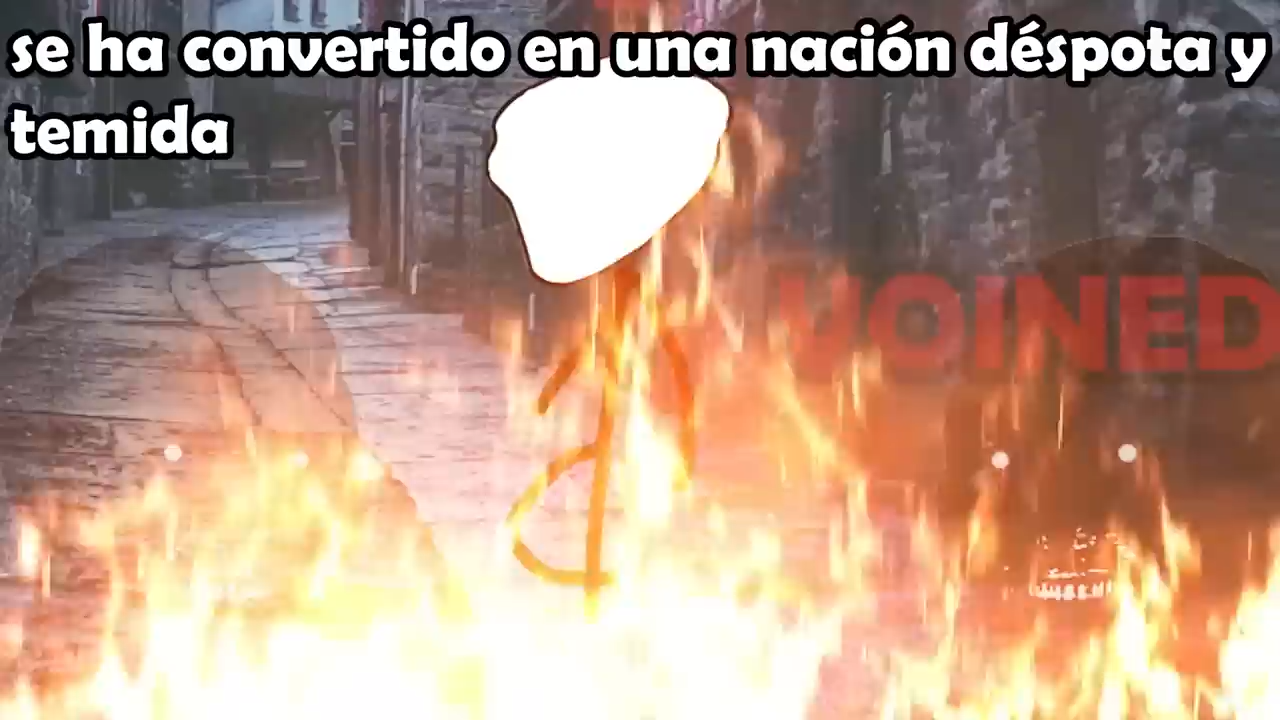 se ha convertido en una nación déspota y
temida
VOINED